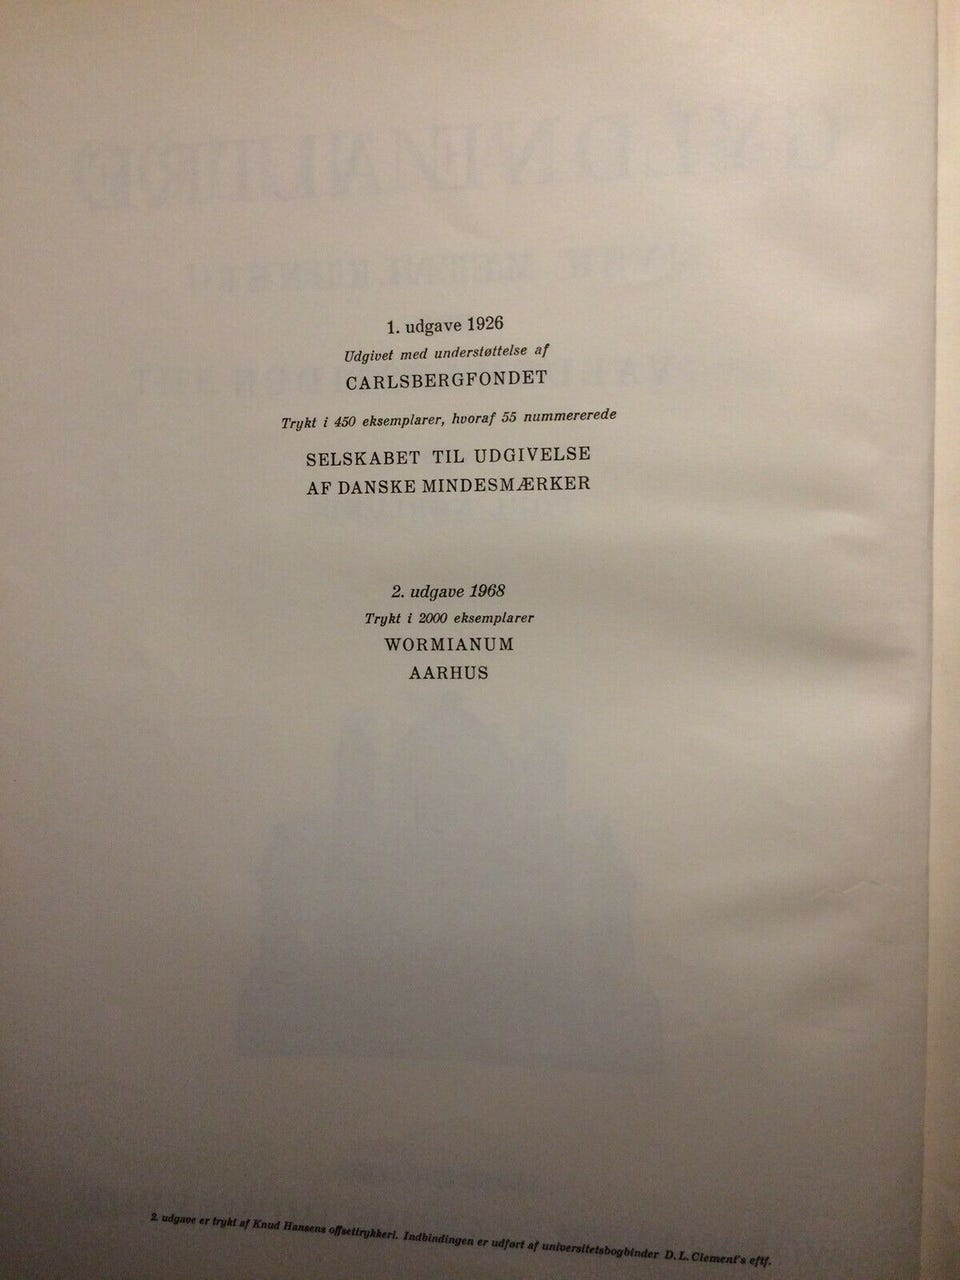 1. udgave 1926
Udgivet med understøttelse af
CARLSBERGFONDET
Trykt i 450 eksemplarer, hvoraf 55 nummererede
SELSKABET TIL UDGIVELSE
AF DANSKE MINDESMÆRKER
2. udgave 1968
Trykt i 2000 eksemplarer
WORMIANUM
AARHUS
2. udgave er trykt af Knud Hansens offsettrykkeri. Indbindingen er udført af universitetsbogbinder D. L. Clement's eftf.